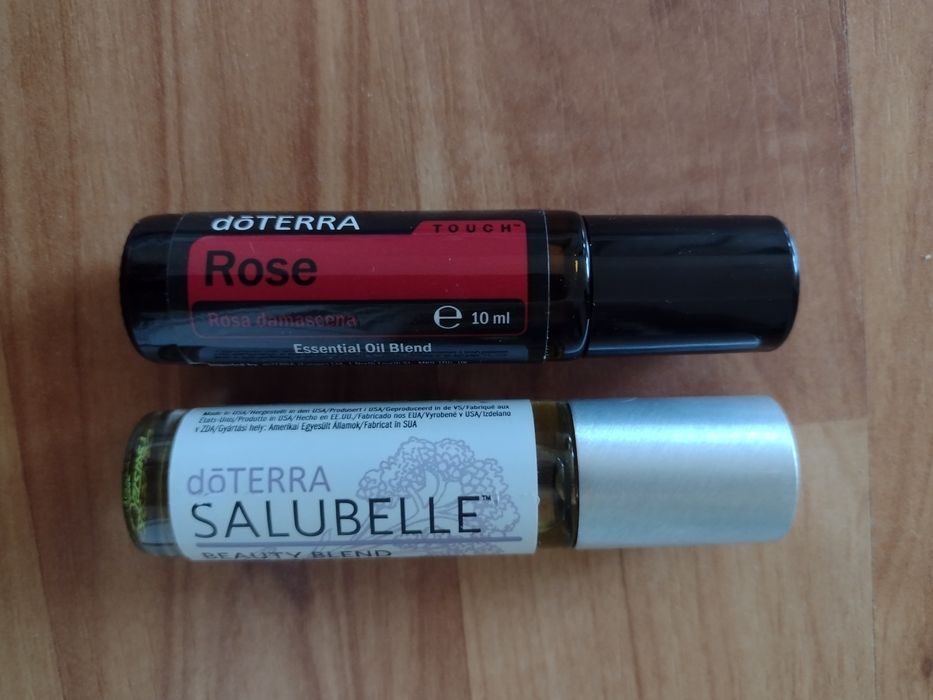 dōTERRA
TOUCH™
Rose
Rosa damascena
e 10 ml
Essential Oil Blend
Made in USA/Hergestellt in den USA/Produsert i USA/Geproduceerd in de VS/Fabriqué aux
États-Unis/Prodotto in USA/Hecho en EE.UU./Fabricado nos EUA/Vyrobené v USA/Izdelano
v ZDA/Gyártási hely: Amerikai Egyesült Államok/Fabricat în SUA
dōTERRA
SALUBELLE™
BEAUTY BLEND